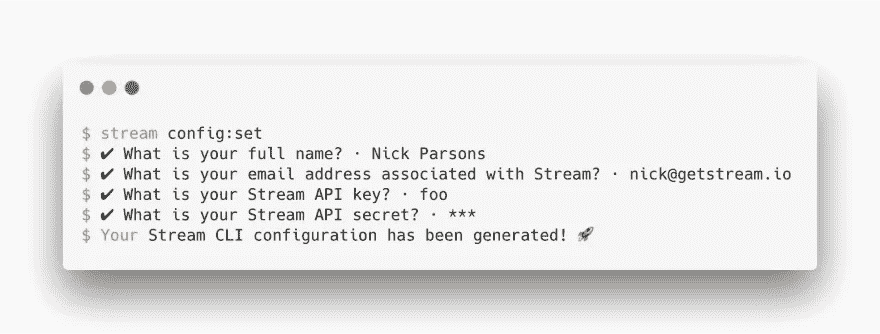 $ stream config:set
$ ✔ What is your full name? · Nick Parsons
$ ✔ What is your email address associated with Stream? · nick@getstream.io
$ ✔ What is your Stream API key? · foo
$ ✔ What is your Stream API secret? · ***
$ Your Stream CLI configuration has been generated! 🚀